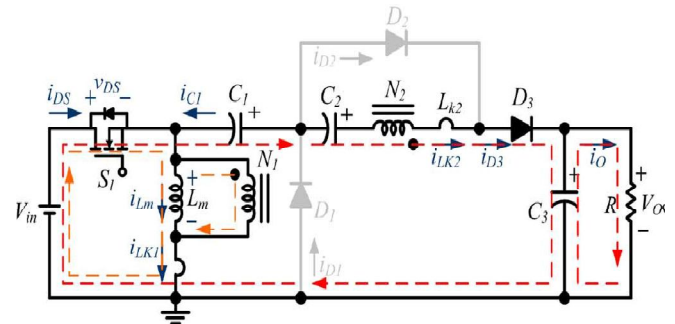 D2
iD2
iDS + vDS - iC1 C1 + C2 + N2 Lk2 D3
iLK2 iD3 iO
S1
N1
+ iLm Lm -
Vin
iLK1
D1
iD1
C3 +
R
+ VO -